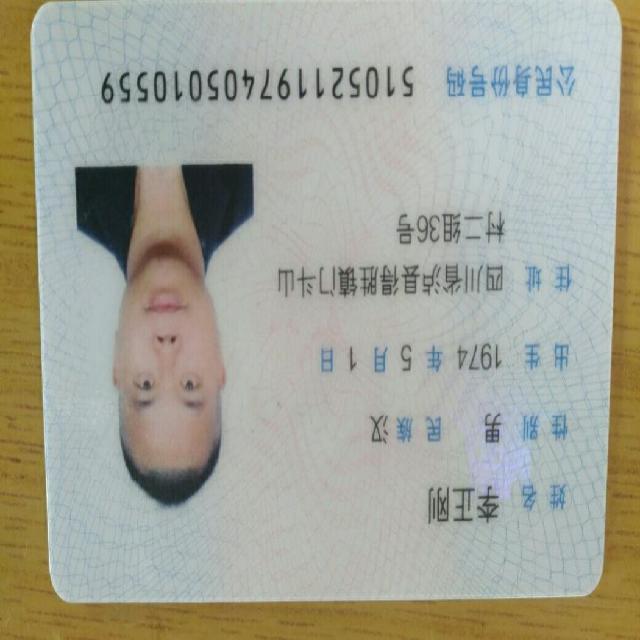 姓名 李正刚
性别 男 民族 汉
出生 1974 年 5 月 1 日
住址 四川省泸县得胜镇门斗山
村二组36号
公民身份号码 510521197405010559